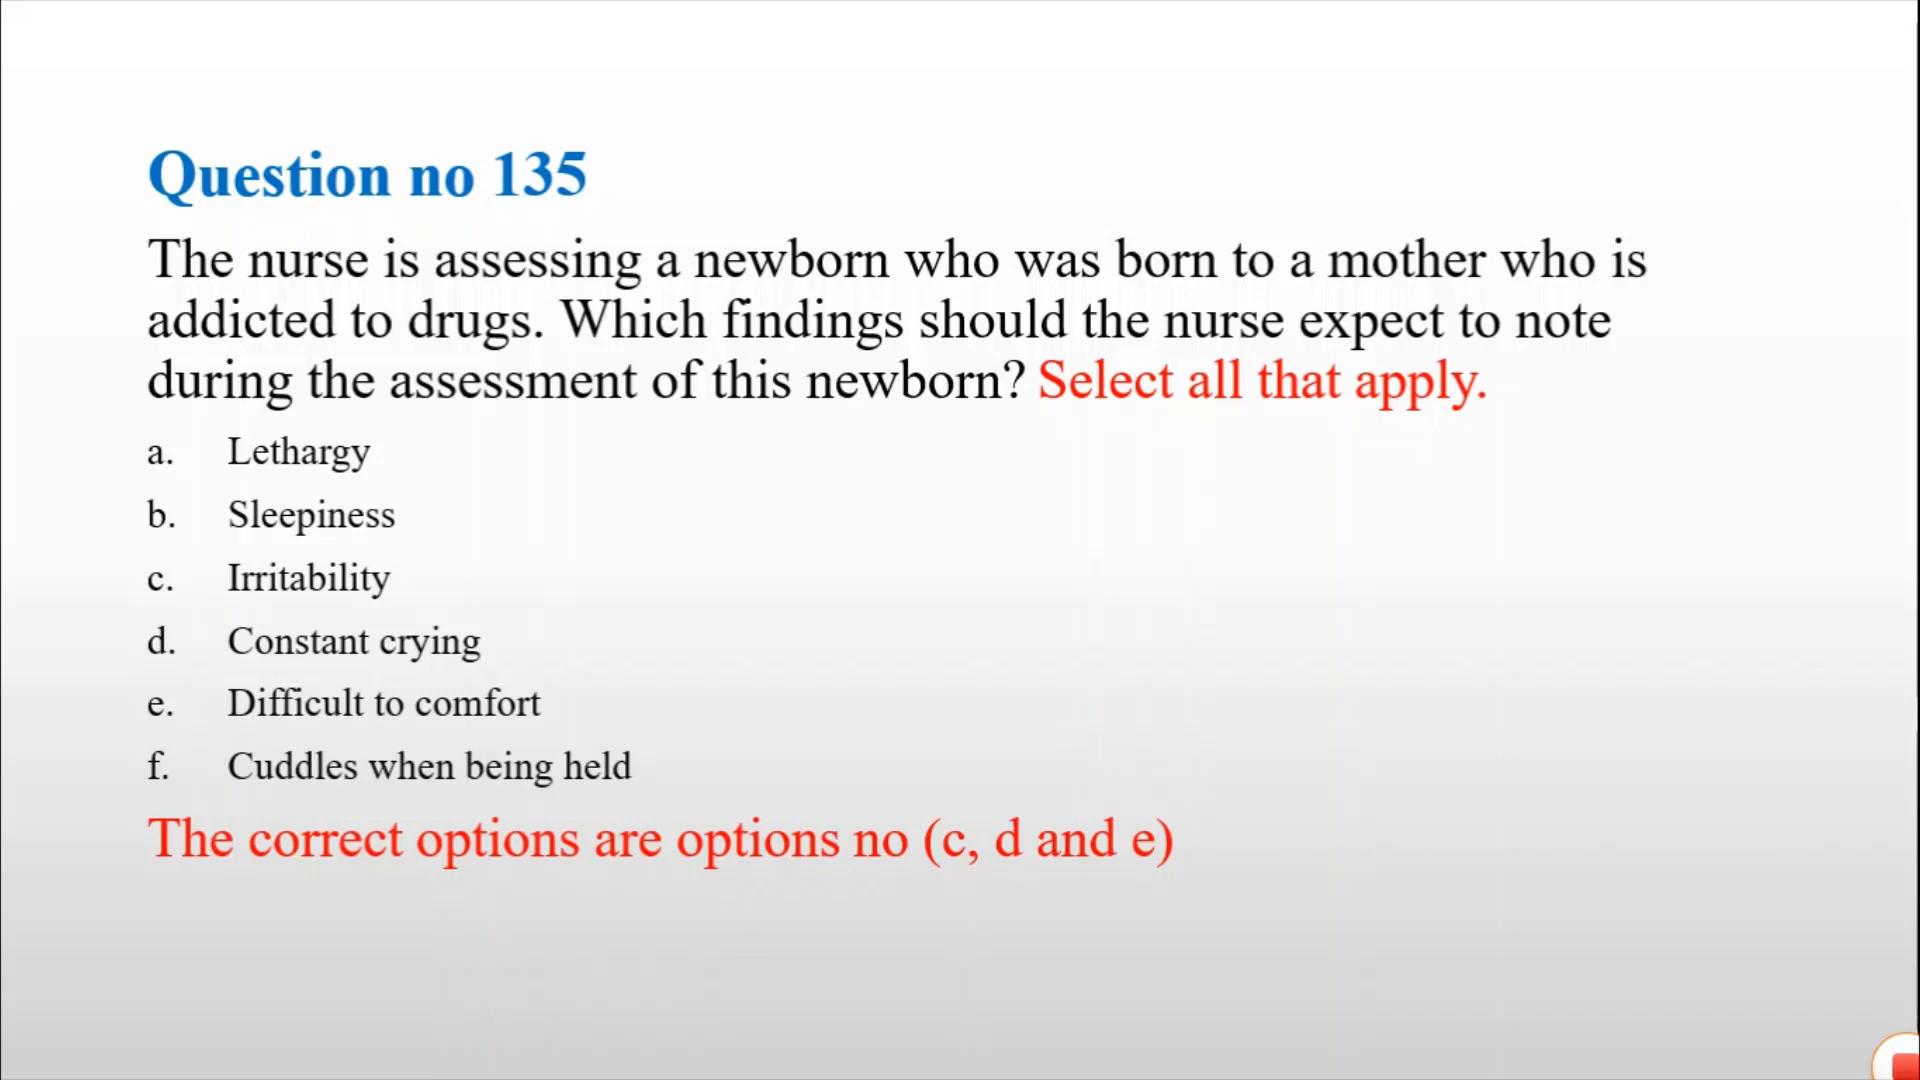 Question no 135
The nurse is assessing a newborn who was born to a mother who is
addicted to drugs. Which findings should the nurse expect to note
during the assessment of this newborn? Select all that apply.
a. Lethargy
b. Sleepiness
c. Irritability
d. Constant crying
e. Difficult to comfort
f. Cuddles when being held
The correct options are options no (c, d and e)